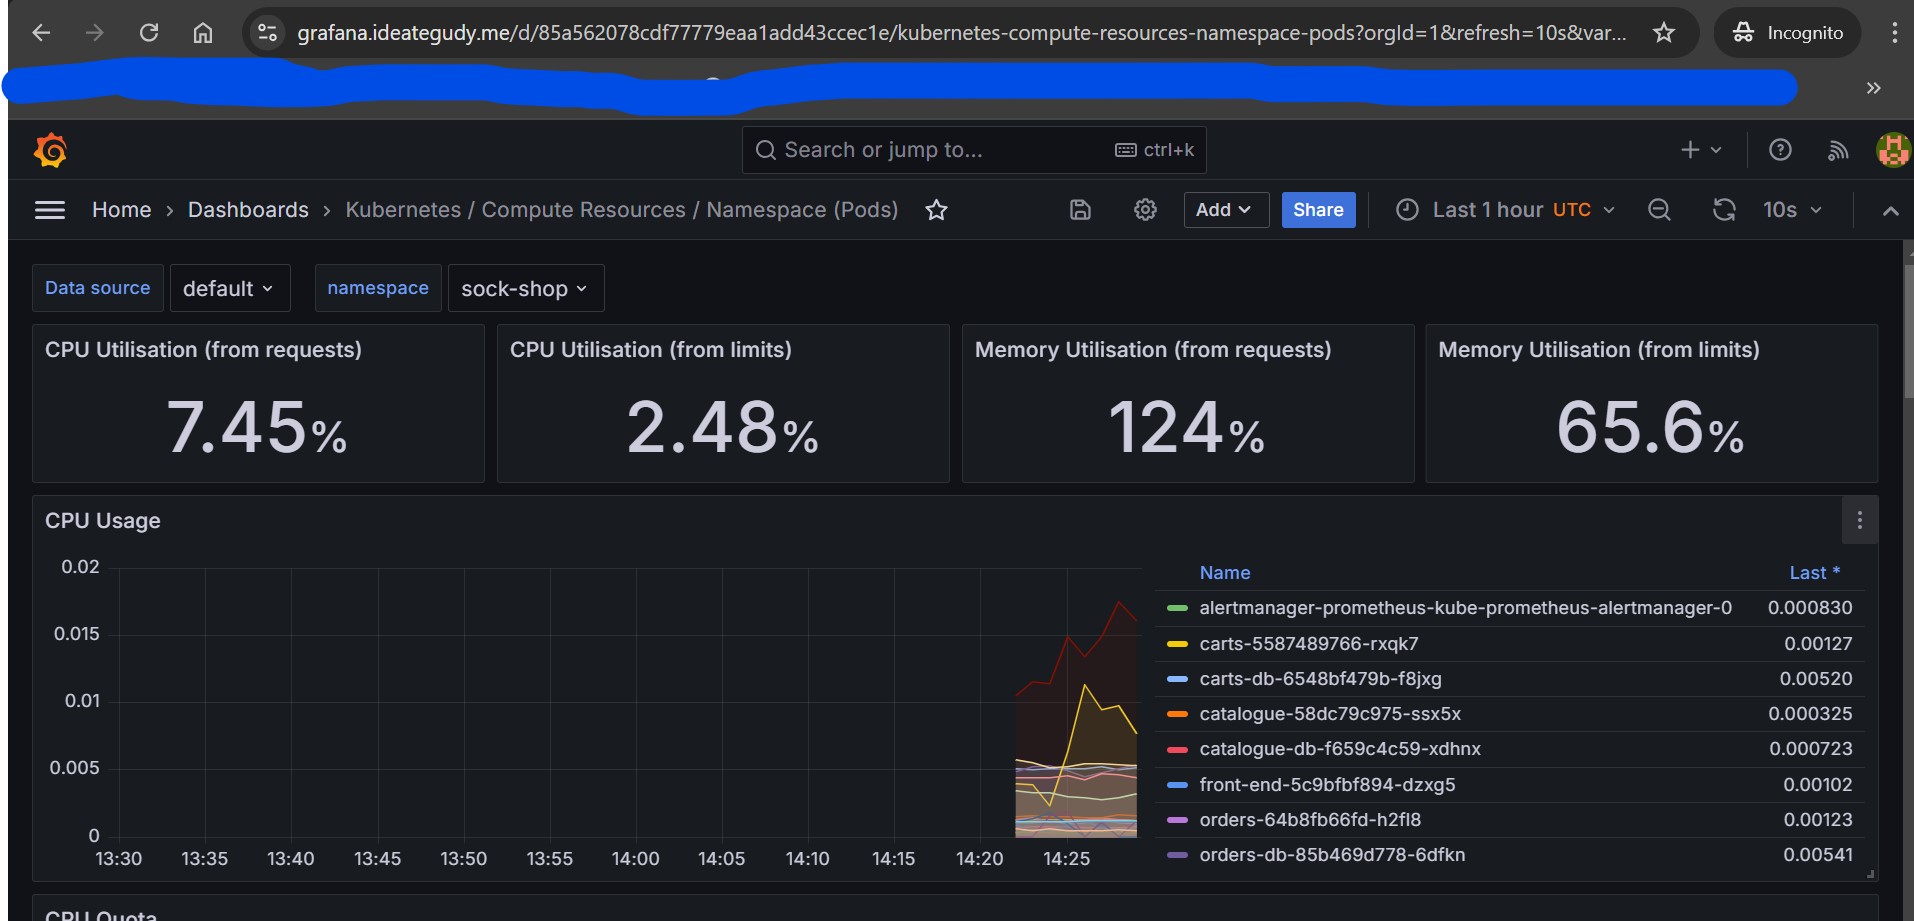 grafana.ideategudy.me/d/85a562078cdf77779eaa1add43ccec1e/kubernetes-compute-resources-namespace-pods?orgId=1&refresh=10s&var...
Incognito
Search or jump to...
ctrl+k
Home › Dashboards › Kubernetes / Compute Resources / Namespace (Pods)
Add
Share
Last 1 hour UTC
10s
Data source default namespace sock-shop
CPU Utilisation (from requests)
7.45%
CPU Utilisation (from limits)
2.48%
Memory Utilisation (from requests)
124%
Memory Utilisation (from limits)
65.6%
CPU Usage
0.02
0.015
0.01
0.005
0
13:30 13:35 13:40 13:45 13:50 13:55 14:00 14:05 14:10 14:15 14:20 14:25
Name Last *
alertmanager-prometheus-kube-prometheus-alertmanager-0 0.000830
carts-5587489766-rxqk7 0.00127
carts-db-6548bf479b-f8jxg 0.00520
catalogue-58dc79c975-ssx5x 0.000325
catalogue-db-f659c4c59-xdhnx 0.000723
front-end-5c9bfbf894-dzxg5 0.00102
orders-64b8fb66fd-h2fl8 0.00123
orders-db-85b469d778-6dfkn 0.00541
CPU Quota